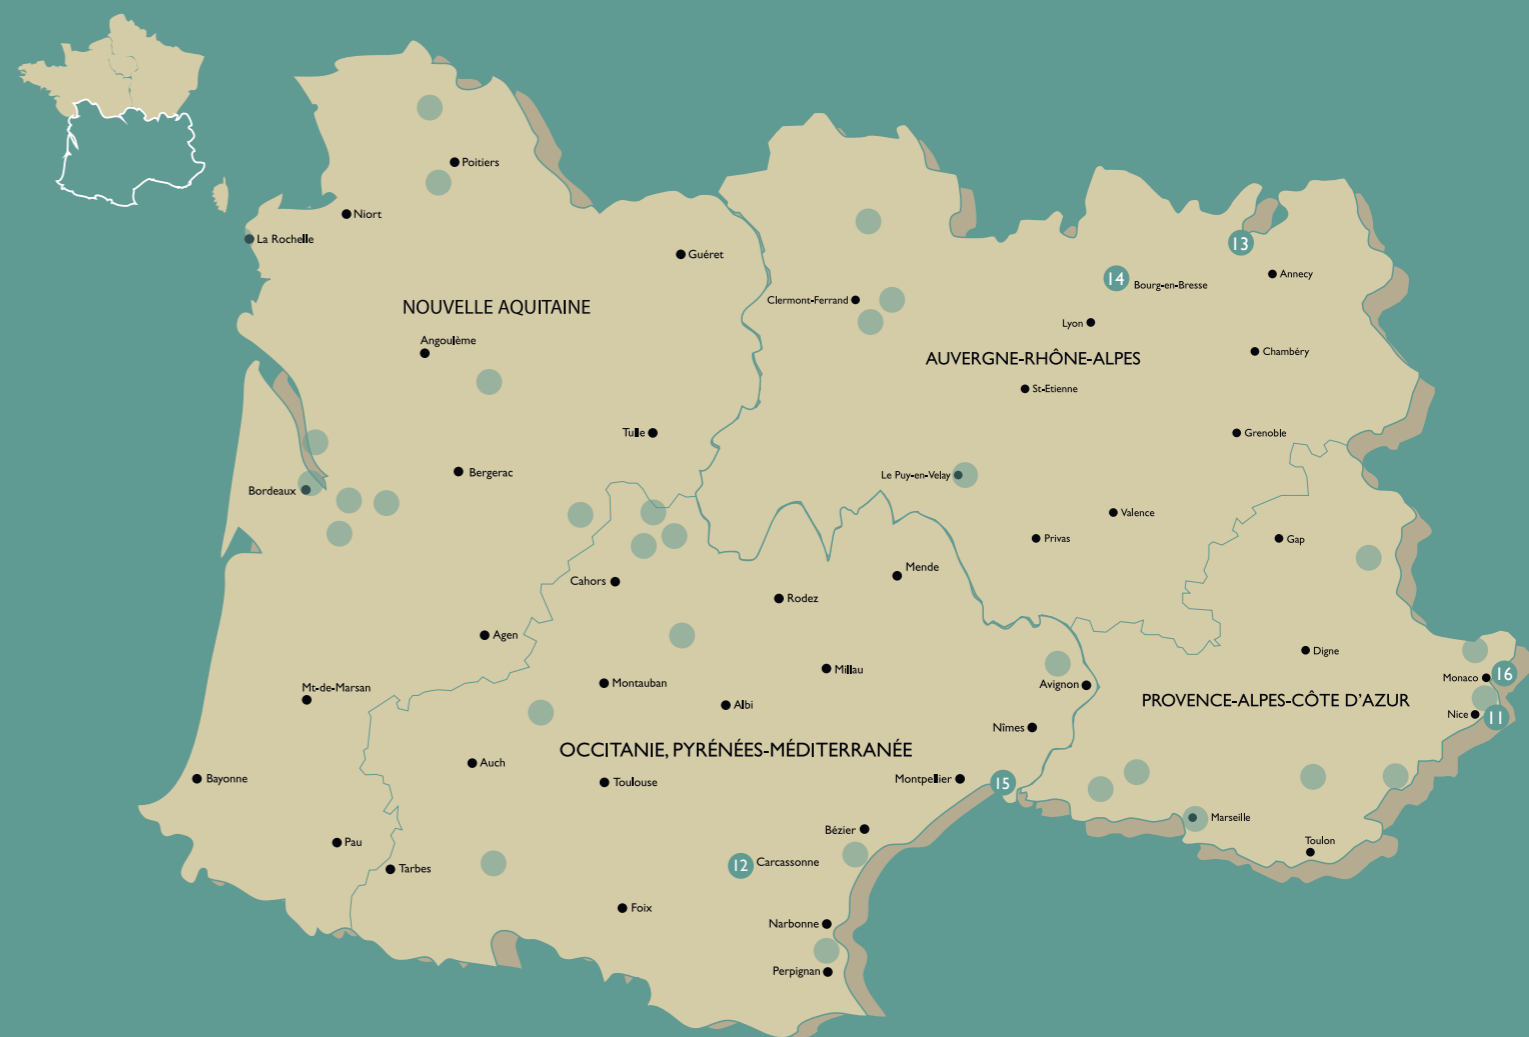 Poitiers
Niort
La Rochelle
Guéret
NOUVELLE AQUITAINE
Angoulème
Tulle
Bergerac
Bordeaux
Agen
Mt-de-Marsan
Bayonne
Pau
13
Annecy
14
Bourg-en-Bresse
Clermont-Ferrand
Lyon
Chambéry
AUVERGNE-RHÔNE-ALPES
St-Etienne
Grenoble
Le Puy-en-Velay
Valence
Privas
Cahors
Mende
Rodez
Millau
Montauban
Albi
Avignon
Nîmes
OCCITANIE, PYRÉNÉES-MÉDITERRANÉE
Auch
Toulouse
Montpellier
15
Bézier
12
Carcassonne
Tarbes
Foix
Narbonne
Perpignan
Gap
Digne
Monaco
16
PROVENCE-ALPES-CÔTE D'AZUR
Nice
11
Marseille
Toulon